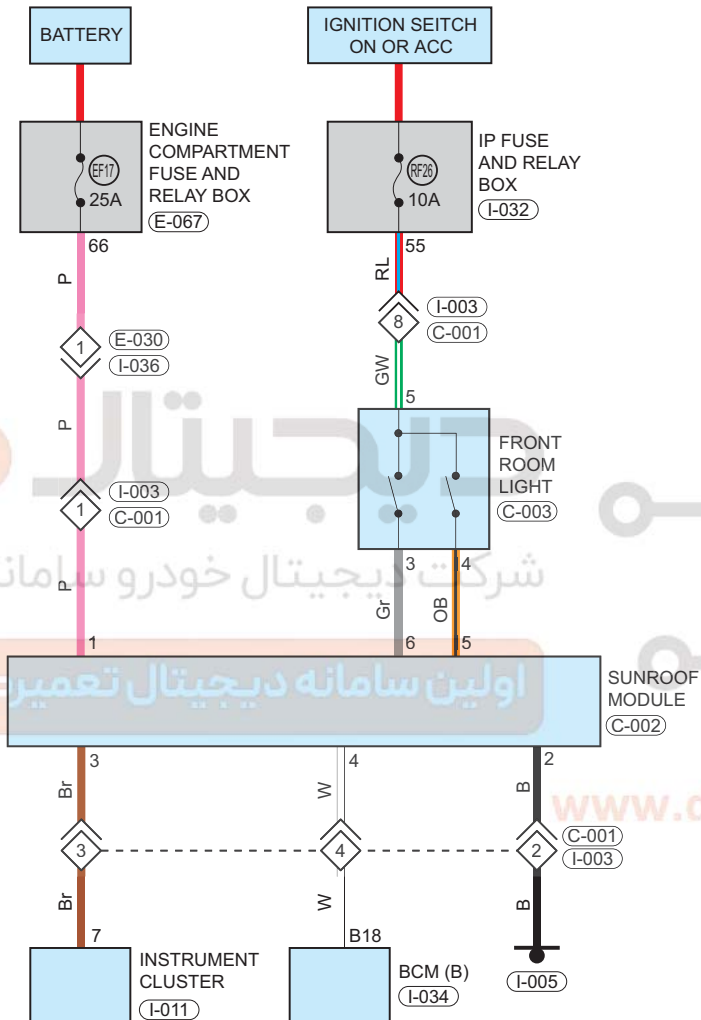 BATTERY
IGNITION SEITCH
ON OR ACC
EF17
25A
ENGINE
COMPARTMENT
FUSE AND
RELAY BOX
E-067
RF26
10A
IP FUSE
AND RELAY
BOX
I-032
66
55
P
RL
1
E-030
I-036
8
I-003
C-001
GW
5
P
دیجیتال
FRONT
ROOM
LIGHT
C-003
1
I-003
C-001
شرکت دیجیتال خودرو سامان
P
3
4
Gr
OB
1
6
5
اولین سامانه دیجیتال تعمیر
SUNROOF
MODULE
C-002
3
4
2
Br
W
B
www.
3
4
2
C-001
I-003
Br
W
B
7
B18
INSTRUMENT
CLUSTER
I-011
BCM (B)
I-034
I-005